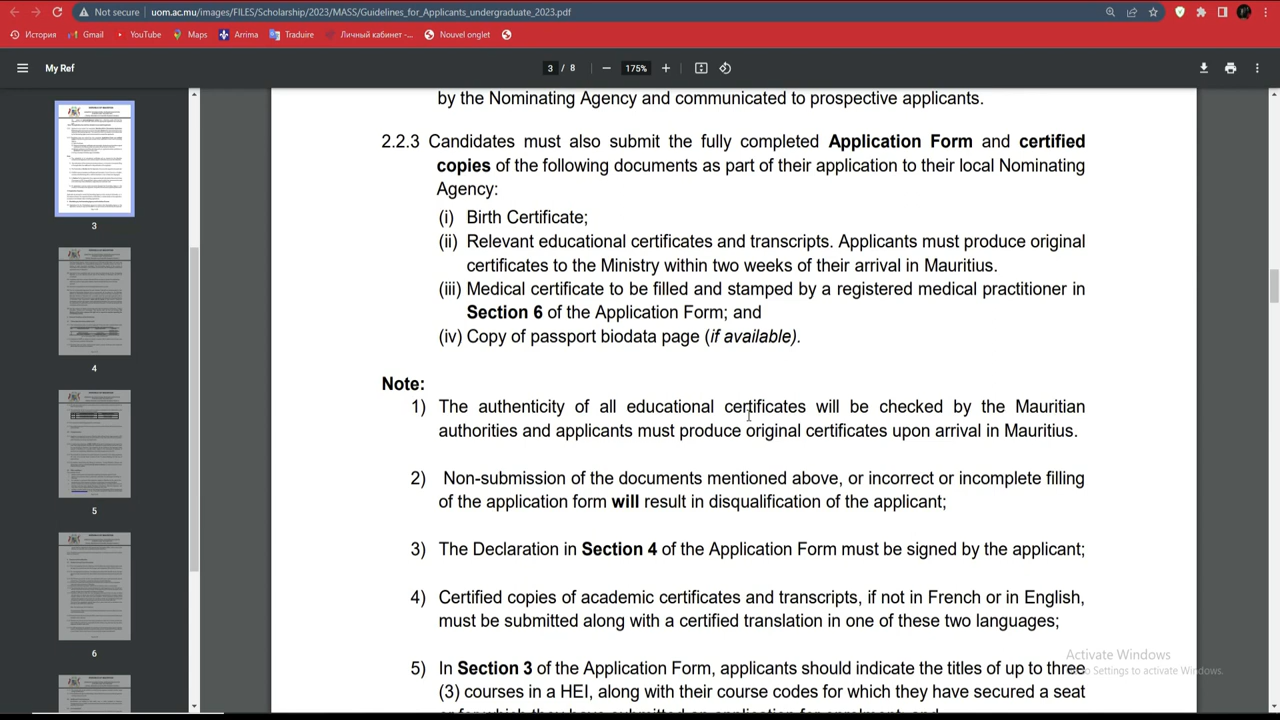 Not secure | uom.ac.mu/images/FILES/Scholarship/2023/MASS/Guidelines_for_Applicants_undergraduate_2023.pdf
История Gmail YouTube Maps Arrima Traduire Личный кабинет -... Nouvel onglet
My Ref 3 / 8 175%
by the Nominating Agency and communicated to prospective applicants.
2.2.3 Candidates must also submit the fully completed Application Form and certified
copies of the following documents as part of their application to their local Nominating
Agency:
(i) Birth Certificate;
(ii) Relevant educational certificates and transcripts. Applicants must produce original
certificates to the Ministry within two weeks of their arrival in Mauritius.
(iii) Medical certificate to be filled and stamped by a registered medical practitioner in
Section 6 of the Application Form; and
(iv) Copy of passport biodata page (if available).
Note:
1) The authenticity of all educational certificates will be checked by the Mauritian
authorities and applicants must produce original certificates upon arrival in Mauritius.
2) Non-submission of the documents mentioned above, or incorrect or incomplete filling
of the application form will result in disqualification of the applicant;
3) The Declaration in Section 4 of the Application Form must be signed by the applicant;
4) Certified copies of academic certificates and transcripts, if not in French or in English,
must be submitted along with a certified translation in one of these two languages;
5) In Section 3 of the Application Form, applicants should indicate the titles of up to three
(3) courses in a HEI, along with their course codes for which they have secured a seat
3
4
5
6
Activate Windows
Go to Settings to activate Windows.